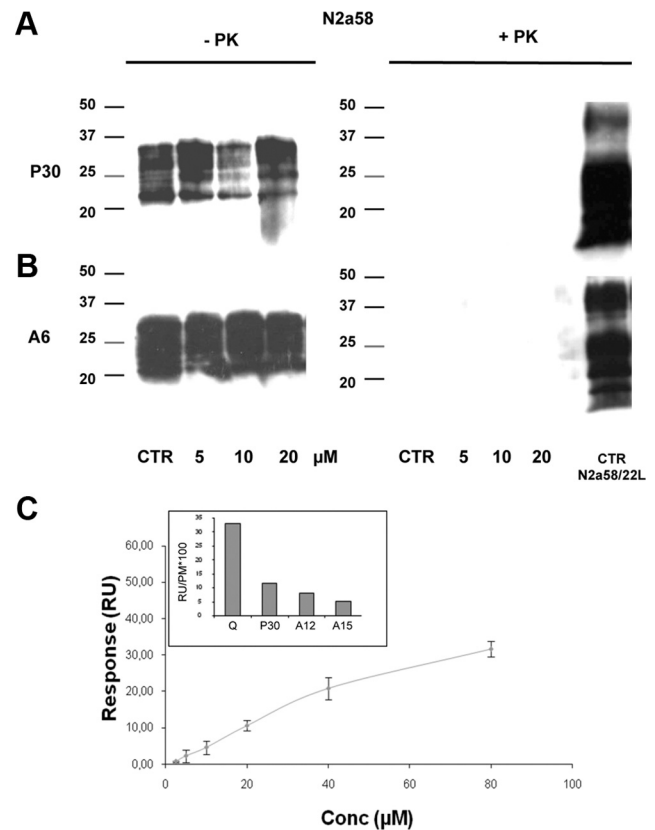 A
N2a58
- PK
+ PK
P30
50
37
25
20
50
37
25
20
B
A6
50
37
25
20
50
37
25
20
CTR 5 10 20 µM
CTR 5 10 20
CTR
N2a58/22L
C
Response (RU)
60,00
50,00
40,00
30,00
20,00
10,00
0,00
RU/PM*100
35
30
25
20
15
10
5
0
Q P30 A12 A15
0 20 40 60 80 100
Conc (µM)